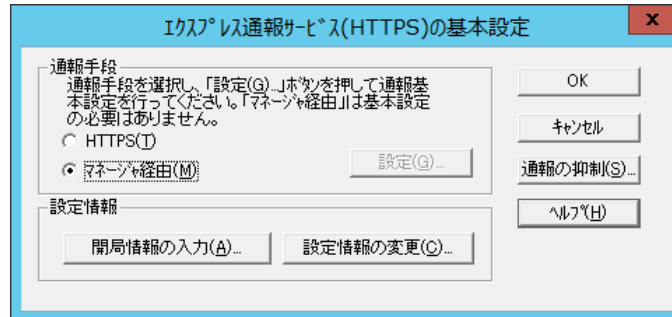 ｴｸｽﾌﾟﾚｽ通報ｻｰﾋﾞｽ(HTTPS)の基本設定
x
通報手段
通報手段を選択し、「設定(G)...」ﾎﾞﾀﾝを押して通報基
本設定を行ってください。「ﾏﾈｰｼﾞｬ経由」は基本設定
の必要はありません。
HTTPS(T)
ﾏﾈｰｼﾞｬ経由(M)
設定(G)...
設定情報
開局情報の入力(A)...
設定情報の変更(C)...
OK
ｷｬﾝｾﾙ
通報の抑制(S)...
ﾍﾙﾌﾟ(H)